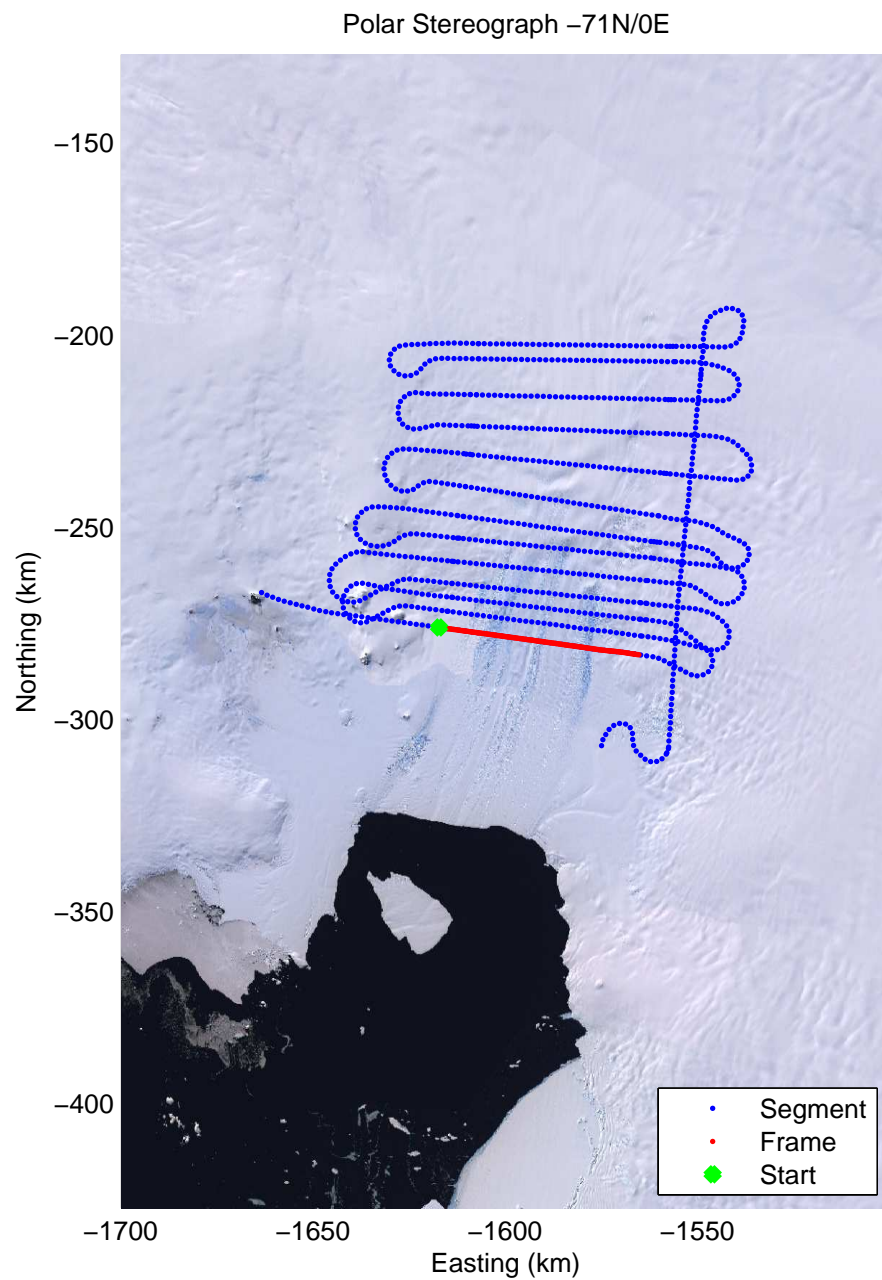 Polar Stereograph −71N/0E
−150
−200
−250
−300
−350
−400
Northing (km)
−1700
−1650
−1600
−1550
Easting (km)
Segment
Frame
Start